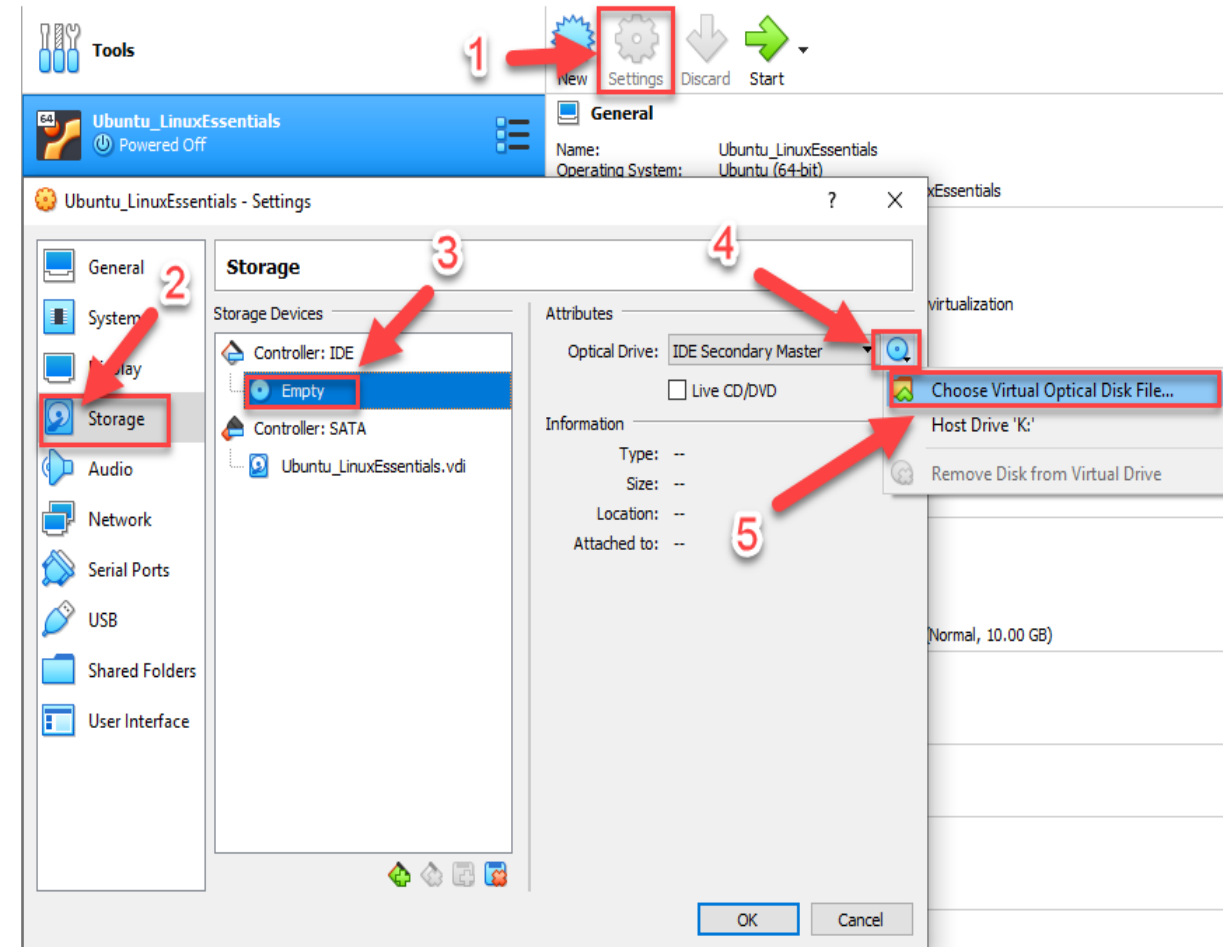 Tools
1
New Settings Discard Start
64
Ubuntu_LinuxEssentials
Powered Off
General
Name: Ubuntu_LinuxEssentials
Operating System: Ubuntu (64-bit)
xEssentials
Ubuntu_LinuxEssentials - Settings ?
virtualization
(Normal, 10.00 GB)
2
General
System
Storage
Audio
Network
Serial Ports
USB
Shared Folders
User Interface
Storage
3
Storage Devices
Controller: IDE
Empty
Controller: SATA
Ubuntu_LinuxEssentials.vdi
4
Attributes
Optical Drive: IDE Secondary Master
Live CD/DVD
Information
Type: --
Size: --
Location: --
Attached to: --
5
Choose Virtual Optical Disk File...
Host Drive 'K:'
Remove Disk from Virtual Drive
OK Cancel